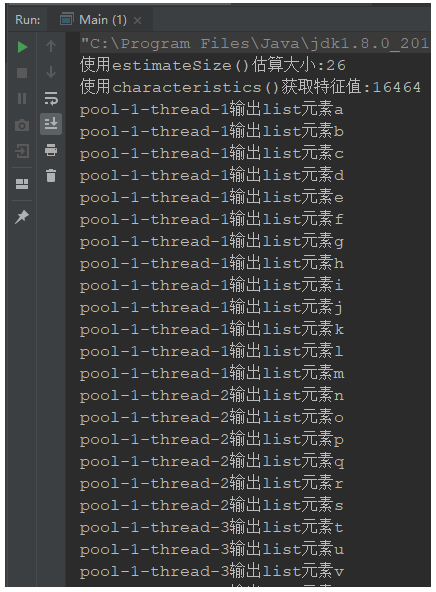 Run: Main (1) ×
"C:\Program Files\Java\jdk1.8.0_201
使用estimateSize()估算大小:26
使用characteristics()获取特征值:16464
pool-1-thread-1输出list元素a
pool-1-thread-1输出list元素b
pool-1-thread-1输出list元素c
pool-1-thread-1输出list元素d
pool-1-thread-1输出list元素e
pool-1-thread-1输出list元素f
pool-1-thread-1输出list元素g
pool-1-thread-1输出list元素h
pool-1-thread-1输出list元素i
pool-1-thread-1输出list元素j
pool-1-thread-1输出list元素k
pool-1-thread-1输出list元素l
pool-1-thread-1输出list元素m
pool-1-thread-2输出list元素n
pool-1-thread-2输出list元素o
pool-1-thread-2输出list元素p
pool-1-thread-2输出list元素q
pool-1-thread-2输出list元素r
pool-1-thread-2输出list元素s
pool-1-thread-3输出list元素t
pool-1-thread-3输出list元素u
pool-1-thread-3输出list元素v